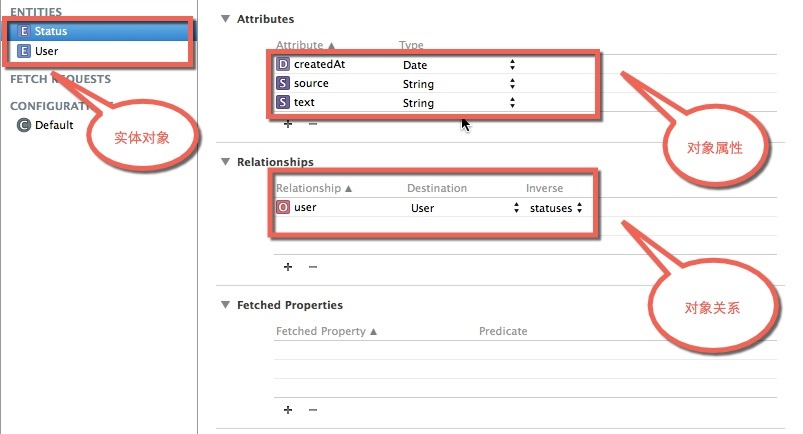 ENTITIES
E Status
E User
FETCH REQUESTS
CONFIGURATIO
C Default
实体对象
Attributes
Attribute Type
D createdAt Date
S source String
S text String
对象属性
Relationships
Relationship Destination Inverse
O user User statuses
对象关系
Fetched Properties
Fetched Property Predicate